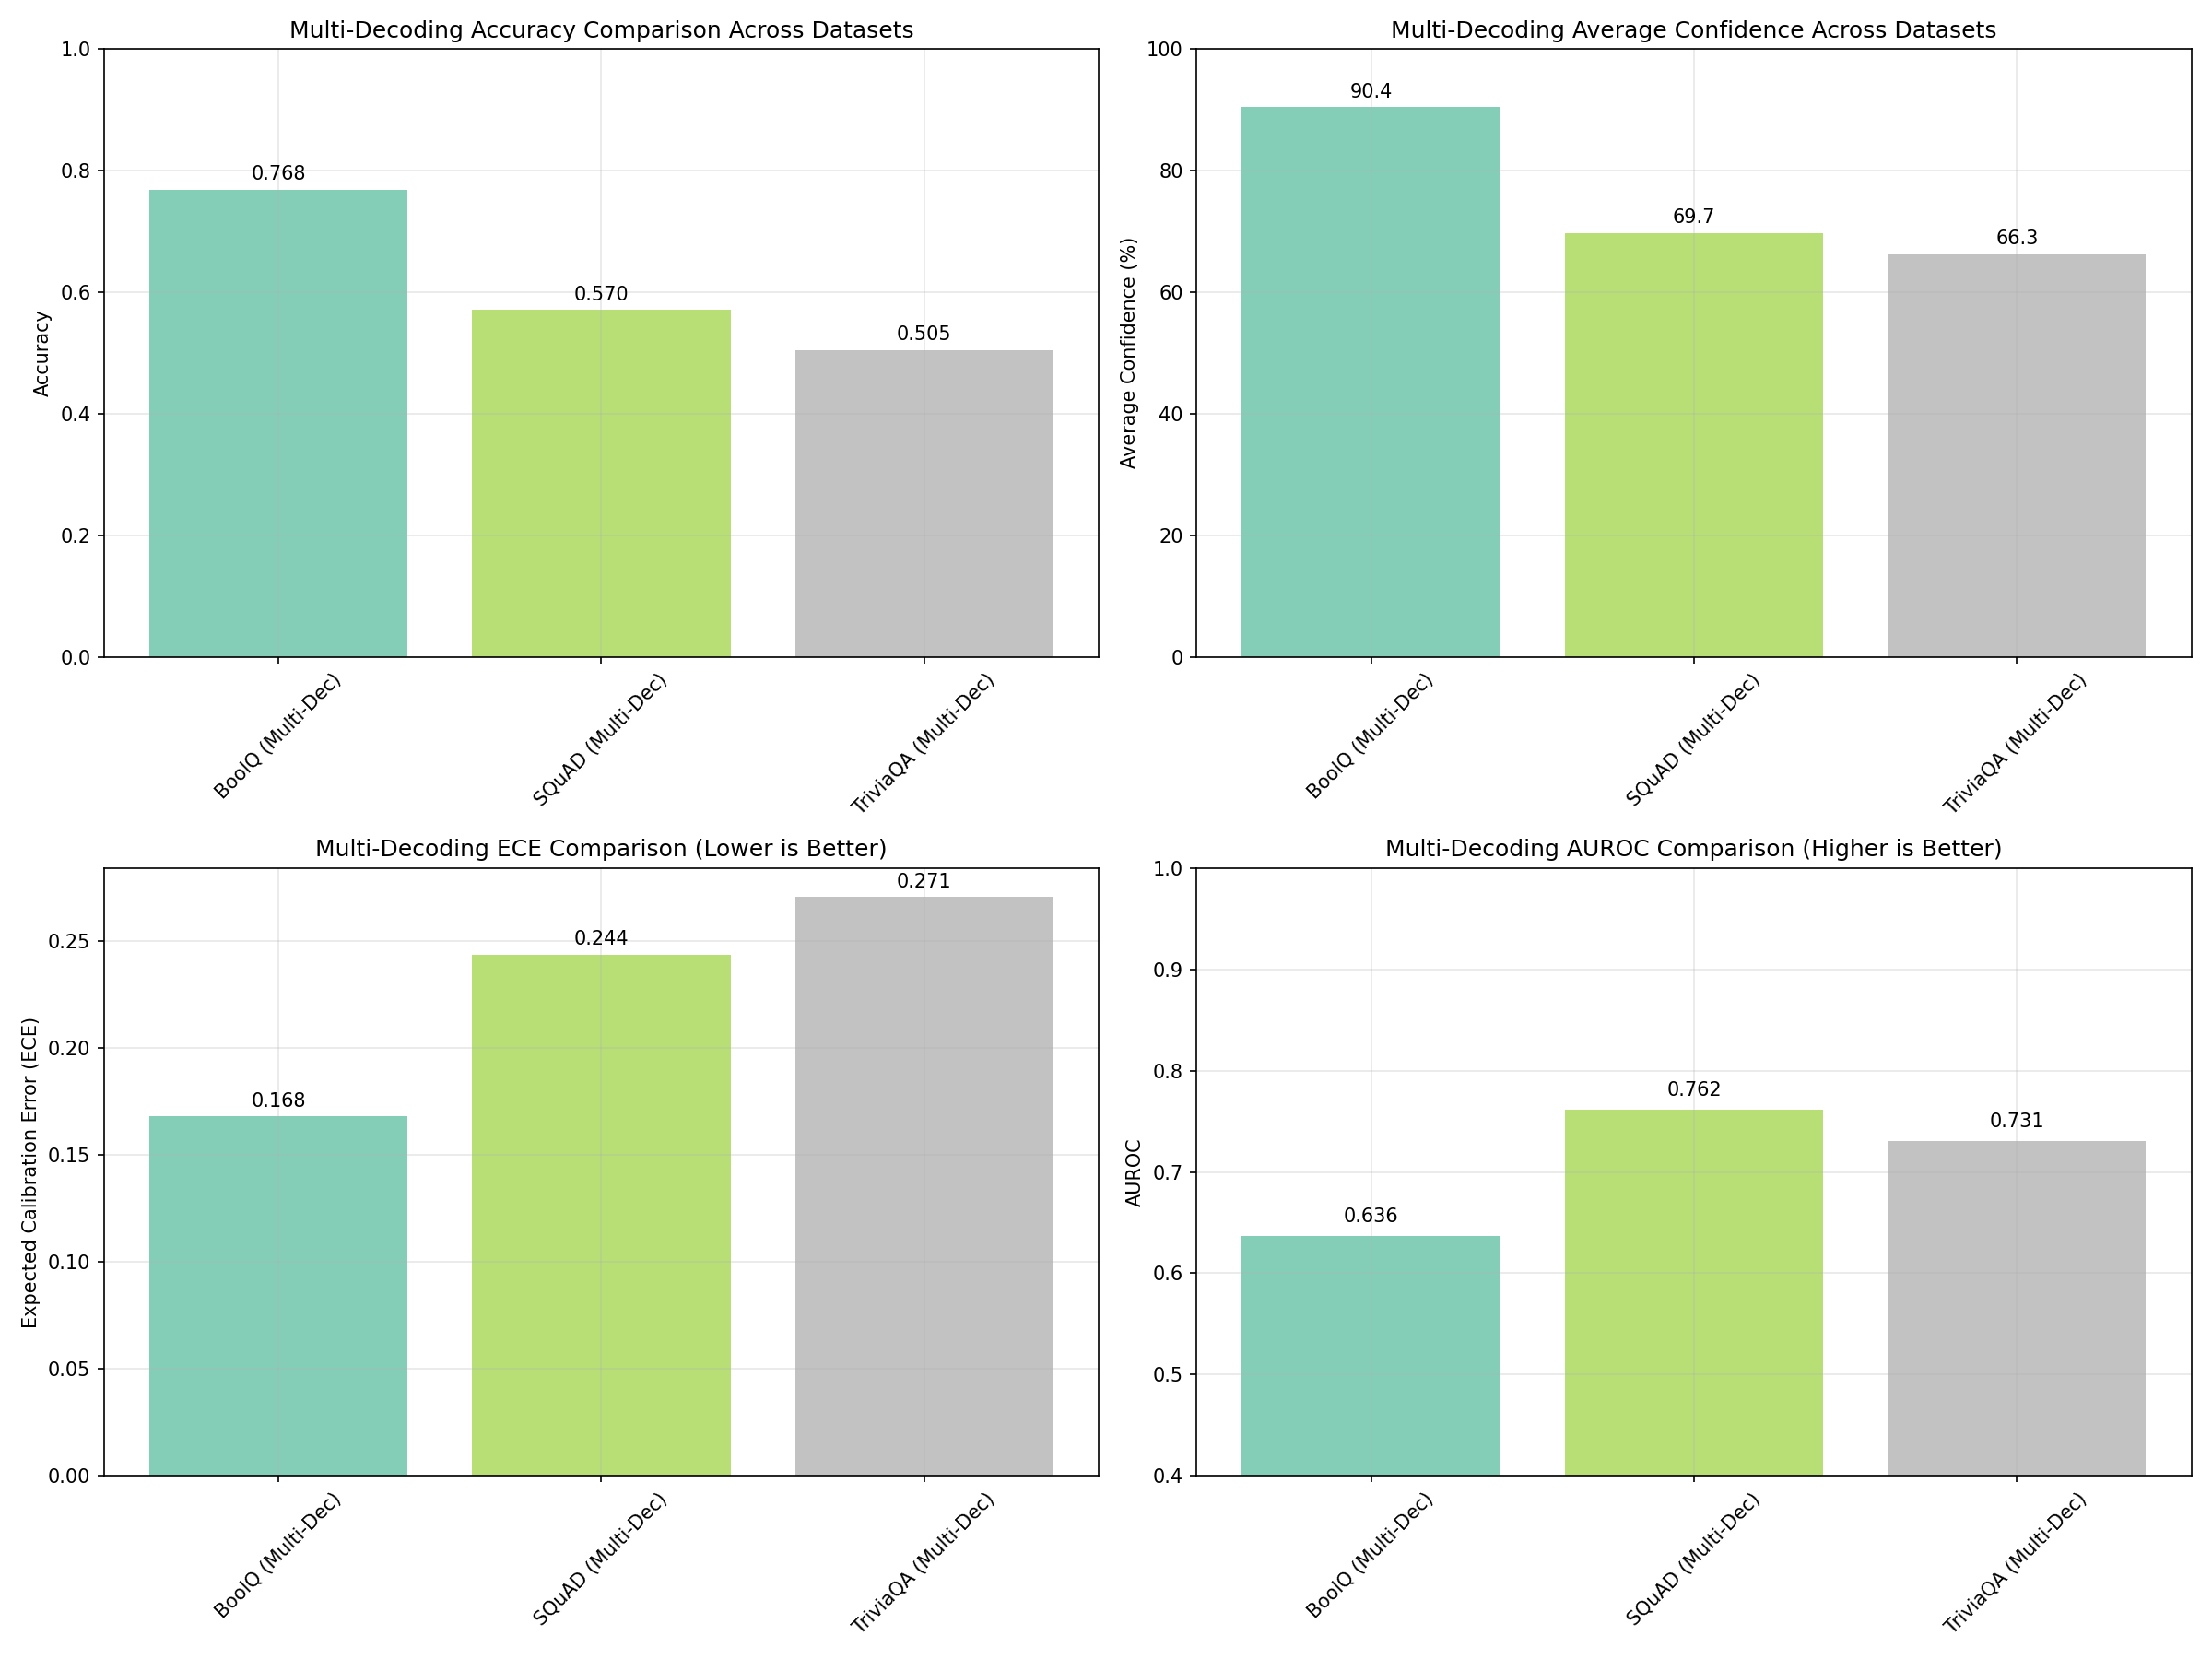 Multi-Decoding Accuracy Comparison Across Datasets
Accuracy
1.0
0.8
0.6
0.4
0.2
0.0
0.768
0.570
0.505
BoolQ (Multi-Dec)
SQuAD (Multi-Dec)
TriviaQA (Multi-Dec)
Multi-Decoding Average Confidence Across Datasets
Average Confidence (%)
100
80
60
40
20
0
90.4
69.7
66.3
BoolQ (Multi-Dec)
SQuAD (Multi-Dec)
TriviaQA (Multi-Dec)
Multi-Decoding ECE Comparison (Lower is Better)
Expected Calibration Error (ECE)
0.25
0.20
0.15
0.10
0.05
0.00
0.168
0.244
0.271
BoolQ (Multi-Dec)
SQuAD (Multi-Dec)
TriviaQA (Multi-Dec)
Multi-Decoding AUROC Comparison (Higher is Better)
AUROC
1.0
0.9
0.8
0.7
0.6
0.5
0.4
0.636
0.762
0.731
BoolQ (Multi-Dec)
SQuAD (Multi-Dec)
TriviaQA (Multi-Dec)